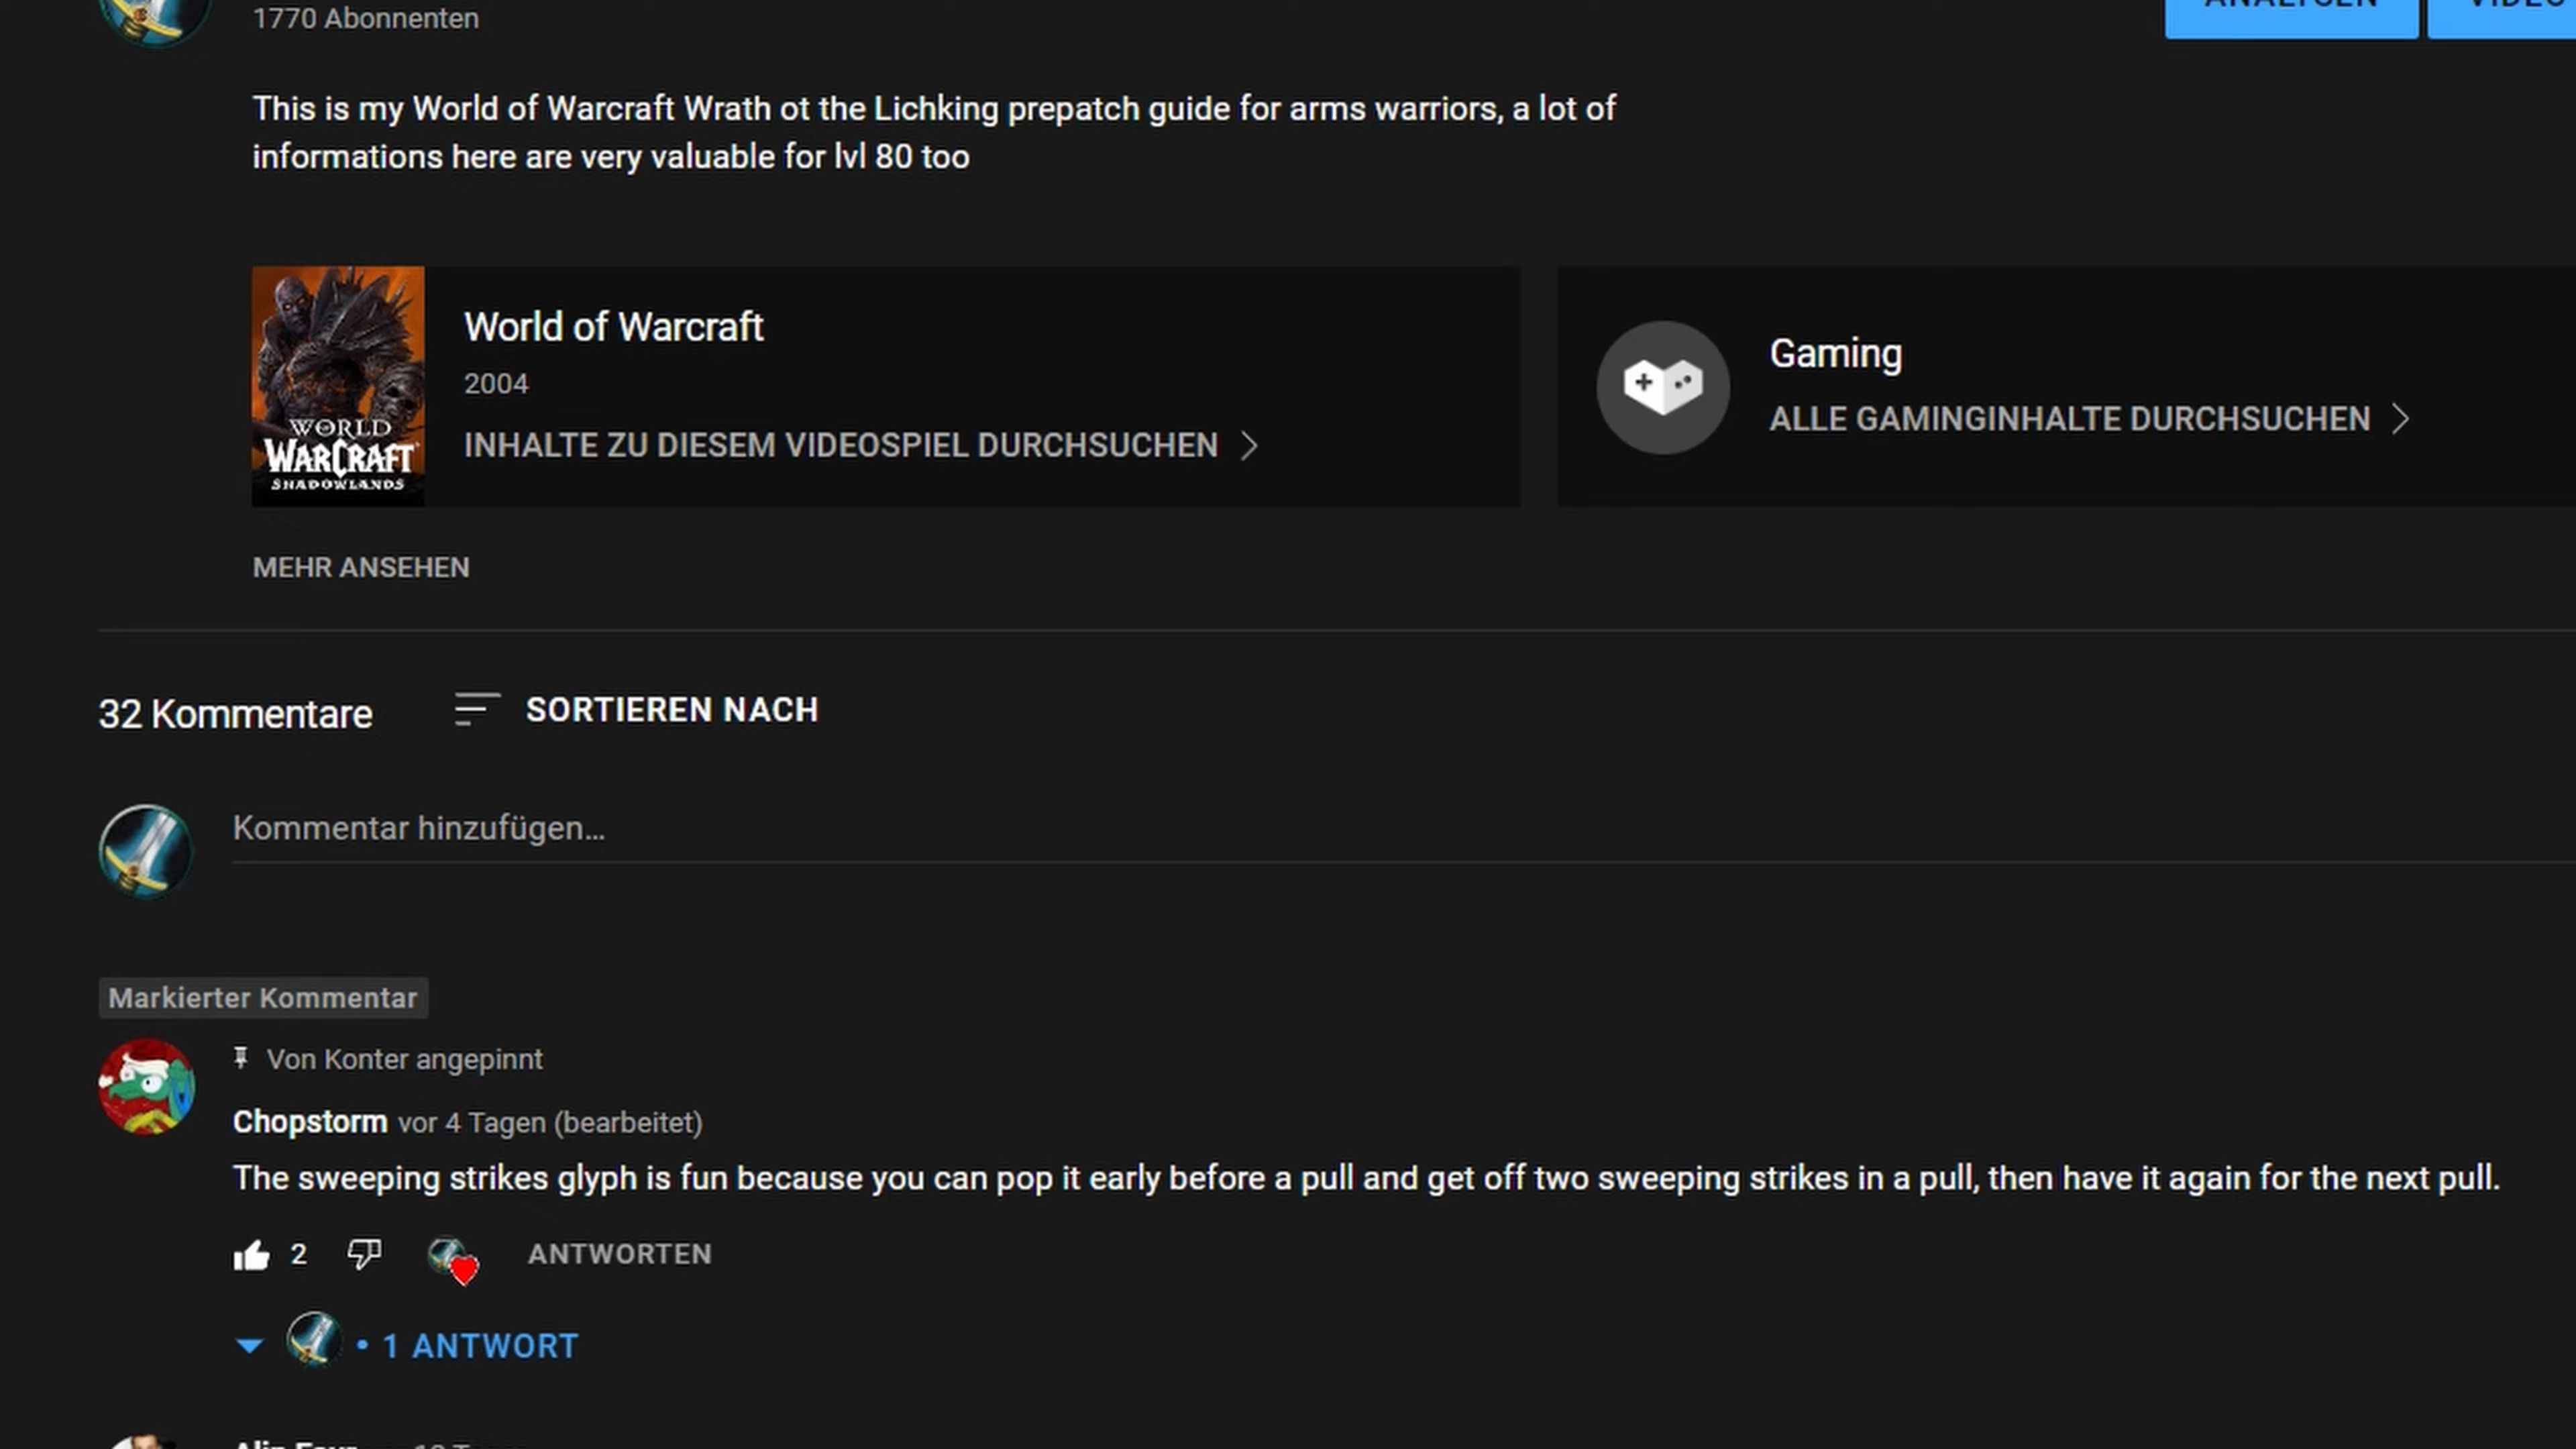 1770 Abonnenten
ANALYSEN
VIDEO
This is my World of Warcraft Wrath ot the Lichking prepatch guide for arms warriors, a lot of
informations here are very valuable for lvl 80 too
WORLD
WARCRAFT
SHADOWLANDS
World of Warcraft
2004
INHALTE ZU DIESEM VIDEOSPIEL DURCHSUCHEN
Gaming
ALLE GAMINGINHALTE DURCHSUCHEN
MEHR ANSEHEN
32 Kommentare
SORTIEREN NACH
Kommentar hinzufügen...
Markierter Kommentar
Von Konter angepinnt
Chopstorm vor 4 Tagen (bearbeitet)
The sweeping strikes glyph is fun because you can pop it early before a pull and get off two sweeping strikes in a pull, then have it again for the next pull.
2
ANTWORTEN
• 1 ANTWORT